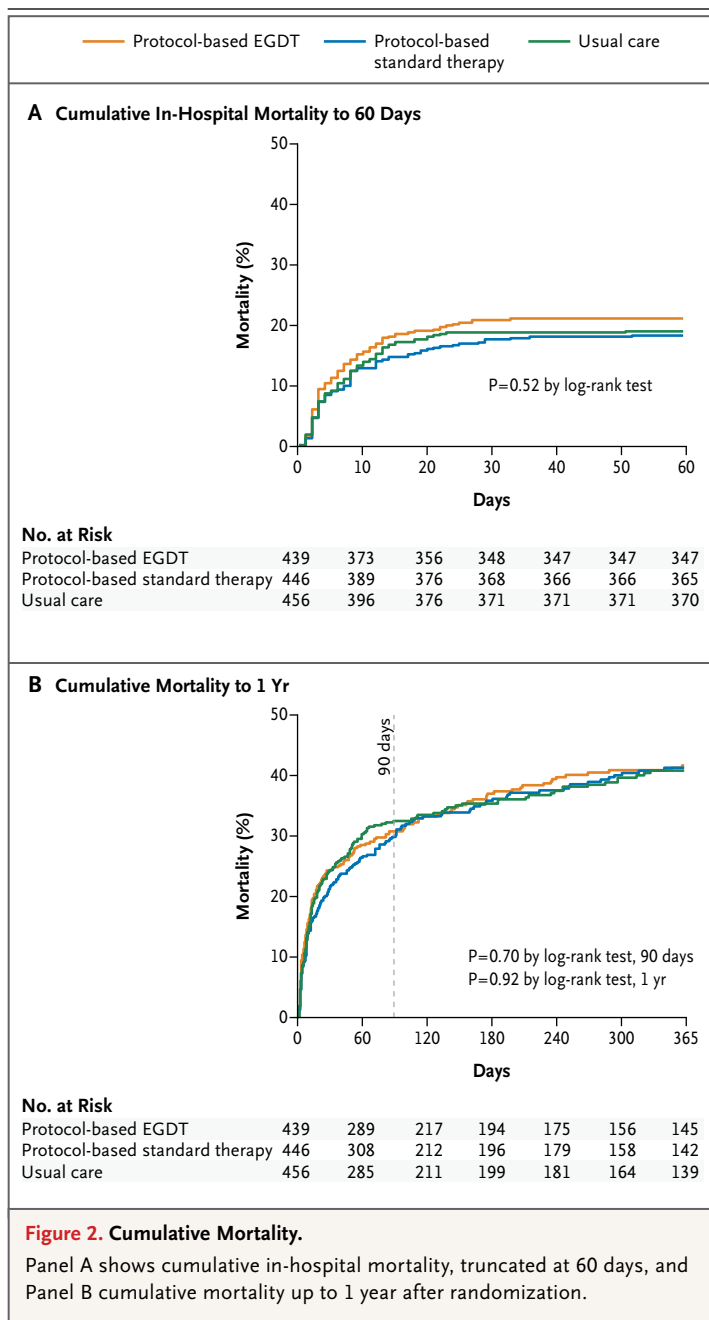 Protocol-based EGDT
Protocol-based
standard therapy
Usual care
A Cumulative In-Hospital Mortality to 60 Days
Mortality (%)
50
40
30
20
10
0
P=0.52 by log-rank test
0 10 20 30 40 50 60
Days
No. at Risk
Protocol-based EGDT 439 373 356 348 347 347 347
Protocol-based standard therapy 446 389 376 368 366 366 365
Usual care 456 396 376 371 371 371 370
B Cumulative Mortality to 1 Yr
Mortality (%)
50
40
30
20
10
0
90 days
P=0.70 by log-rank test, 90 days
P=0.92 by log-rank test, 1 yr
0 60 120 180 240 300 365
Days
No. at Risk
Protocol-based EGDT 439 289 217 194 175 156 145
Protocol-based standard therapy 446 308 212 196 179 158 142
Usual care 456 285 211 199 181 164 139
Figure 2. Cumulative Mortality.
Panel A shows cumulative in-hospital mortality, truncated at 60 days, and
Panel B cumulative mortality up to 1 year after randomization.